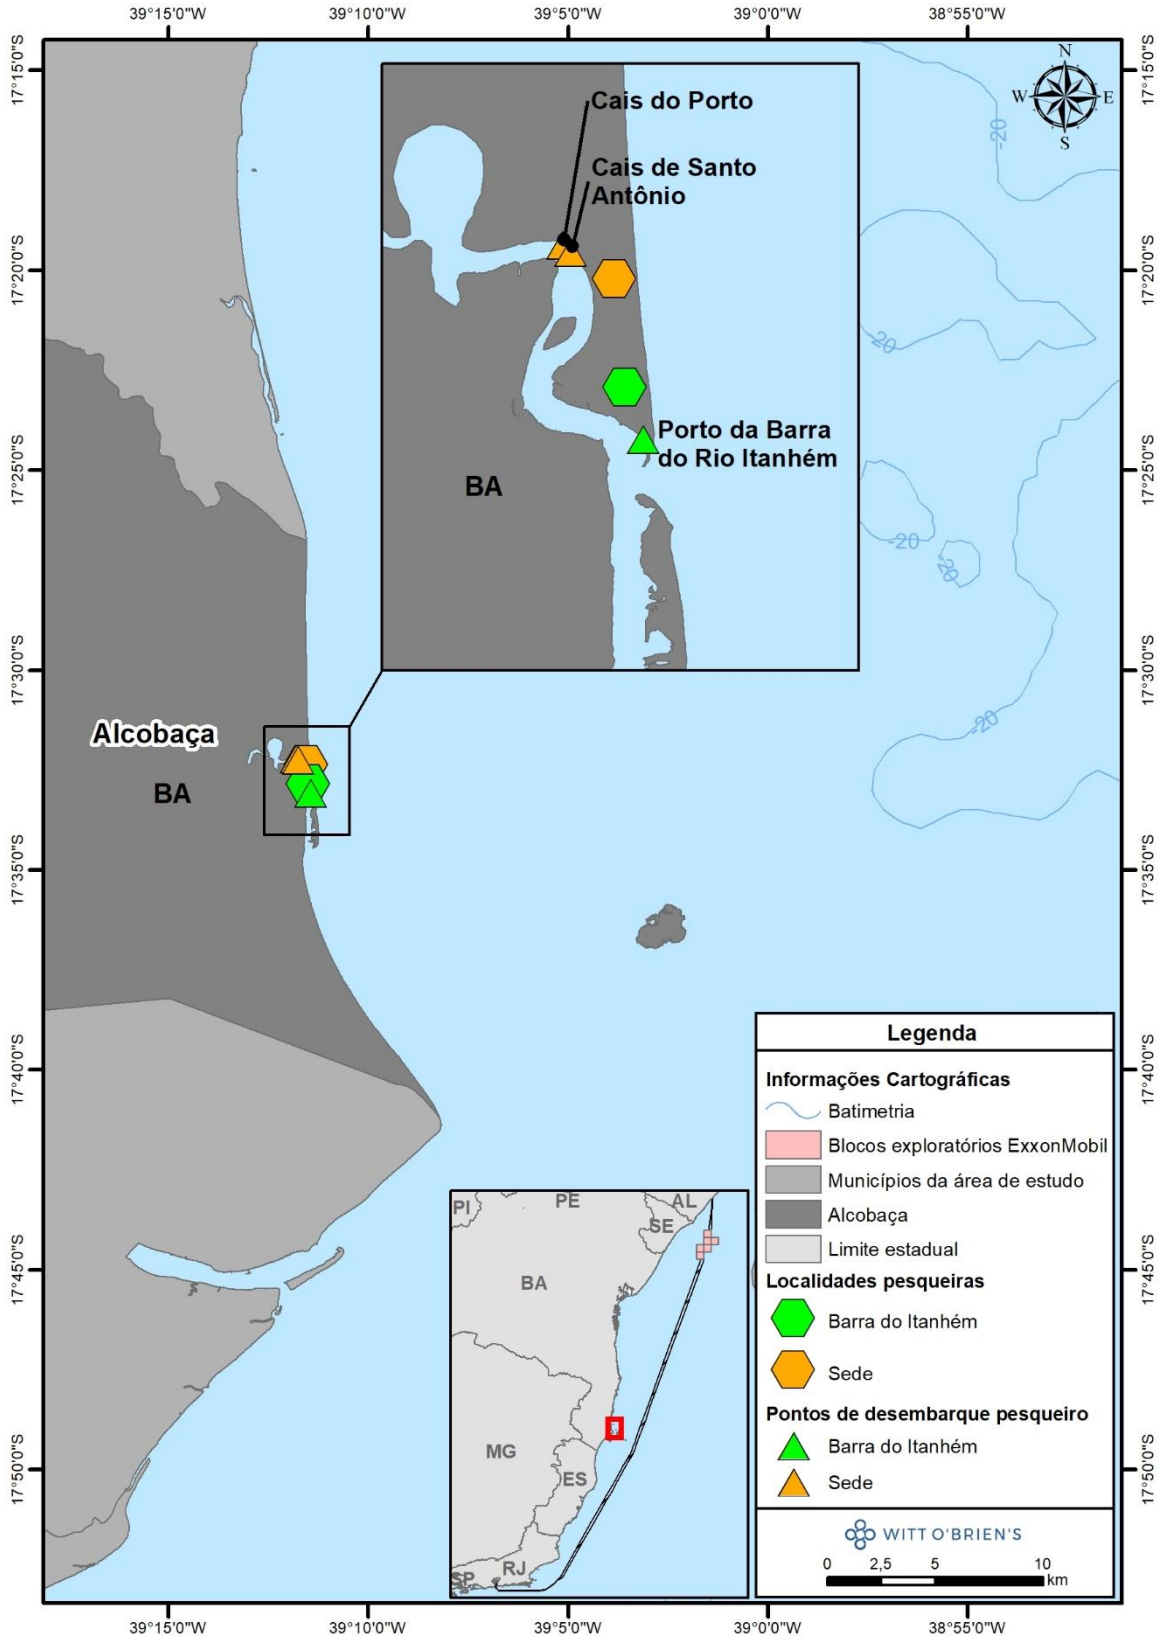 39°15'0"W
39°10'0"W
39°5'0"W
39°0'0"W
38°55'0"W
17°15'0"S
17°15'0"S
N
W
E
S
-20
Cais do Porto
Cais de Santo
Antônio
17°20'0"S
17°20'0"S
-20
Porto da Barra
do Rio Itanhém
17°25'0"S
17°25'0"S
BA
-20
-20
17°30'0"S
17°30'0"S
-20
Alcobaça
BA
17°35'0"S
17°35'0"S
Legenda
17°40'0"S
17°40'0"S
Informações Cartográficas
Batimetria
Blocos exploratórios ExxonMobil
Municípios da área de estudo
Alcobaça
Limite estadual
Localidades pesqueiras
Barra do Itanhém
Sede
Pontos de desembarque pesqueiro
Barra do Itanhém
Sede
WITT O'BRIEN'S
0 2,5 5 10
km
17°45'0"S
17°45'0"S
PI
PE
AL
SE
BA
MG
ES
RJ
SP
17°50'0"S
17°50'0"S
39°15'0"W
39°10'0"W
39°5'0"W
39°0'0"W
38°55'0"W